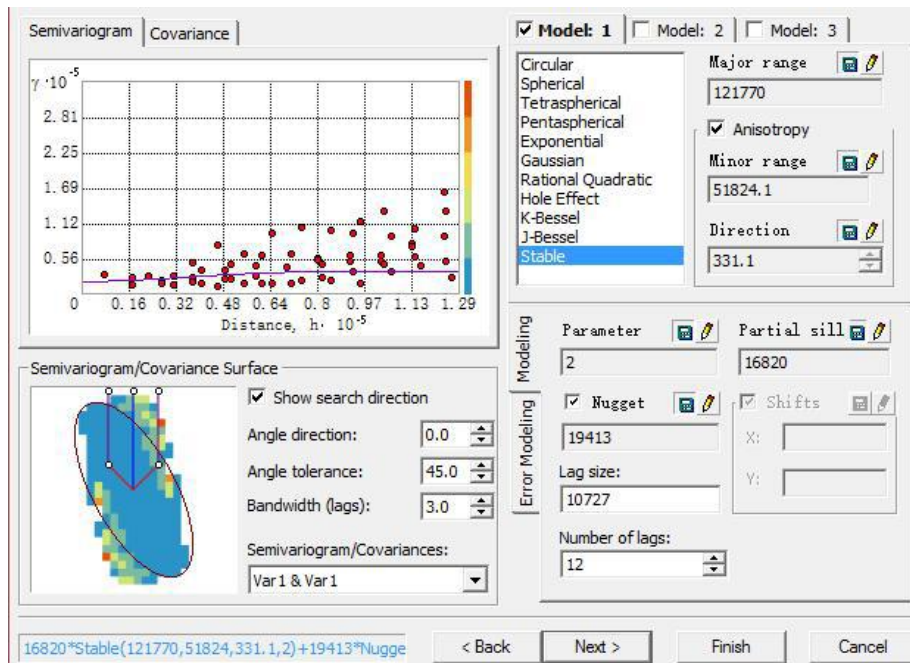 Semivariogram Covariance
γ·10⁻⁵
2.81
2.25
1.69
1.12
0.56
0 0.16 0.32 0.48 0.64 0.8 0.97 1.13 1.29
Distance, h· 10⁻⁵
Semivariogram/Covariance Surface
Show search direction
Angle direction: 0.0
Angle tolerance: 45.0
Bandwidth (lags): 3.0
Semivariogram/Covariances:
Var1 & Var1
Model: 1 Model: 2 Model: 3
Circular
Spherical
Tetraspherical
Pentaspherical
Exponential
Gaussian
Rational Quadratic
Hole Effect
K-Bessel
J-Bessel
Stable
Major range
121770
Anisotropy
Minor range
51824.1
Direction
331.1
Modeling
Error Modeling
Parameter Partial sill
2 16820
Nugget Shifts
19413 X:
Lag size: Y:
10727
Number of lags:
12
16820*Stable(121770,51824,331.1,2)+19413*Nugge
< Back Next > Finish Cancel